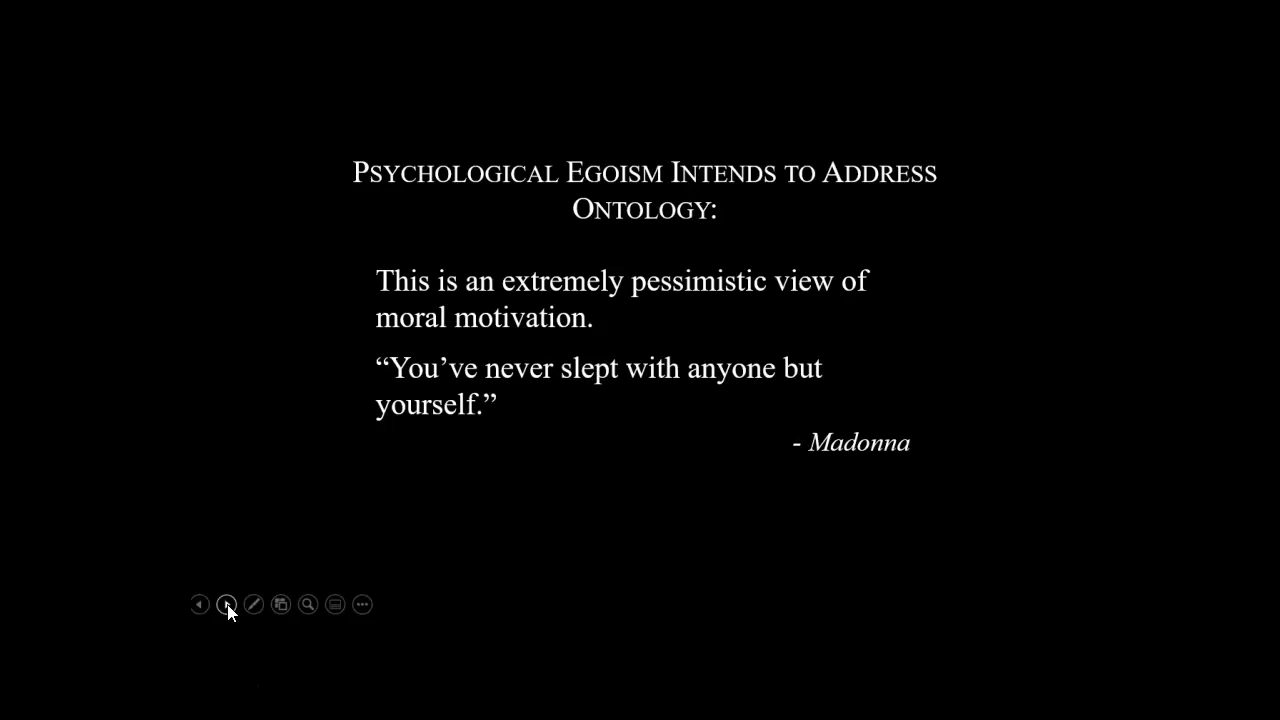 PSYCHOLOGICAL EGOISM INTENDS TO ADDRESS
ONTOLOGY:
This is an extremely pessimistic view of
moral motivation.
“You’ve never slept with anyone but
yourself.”
- Madonna